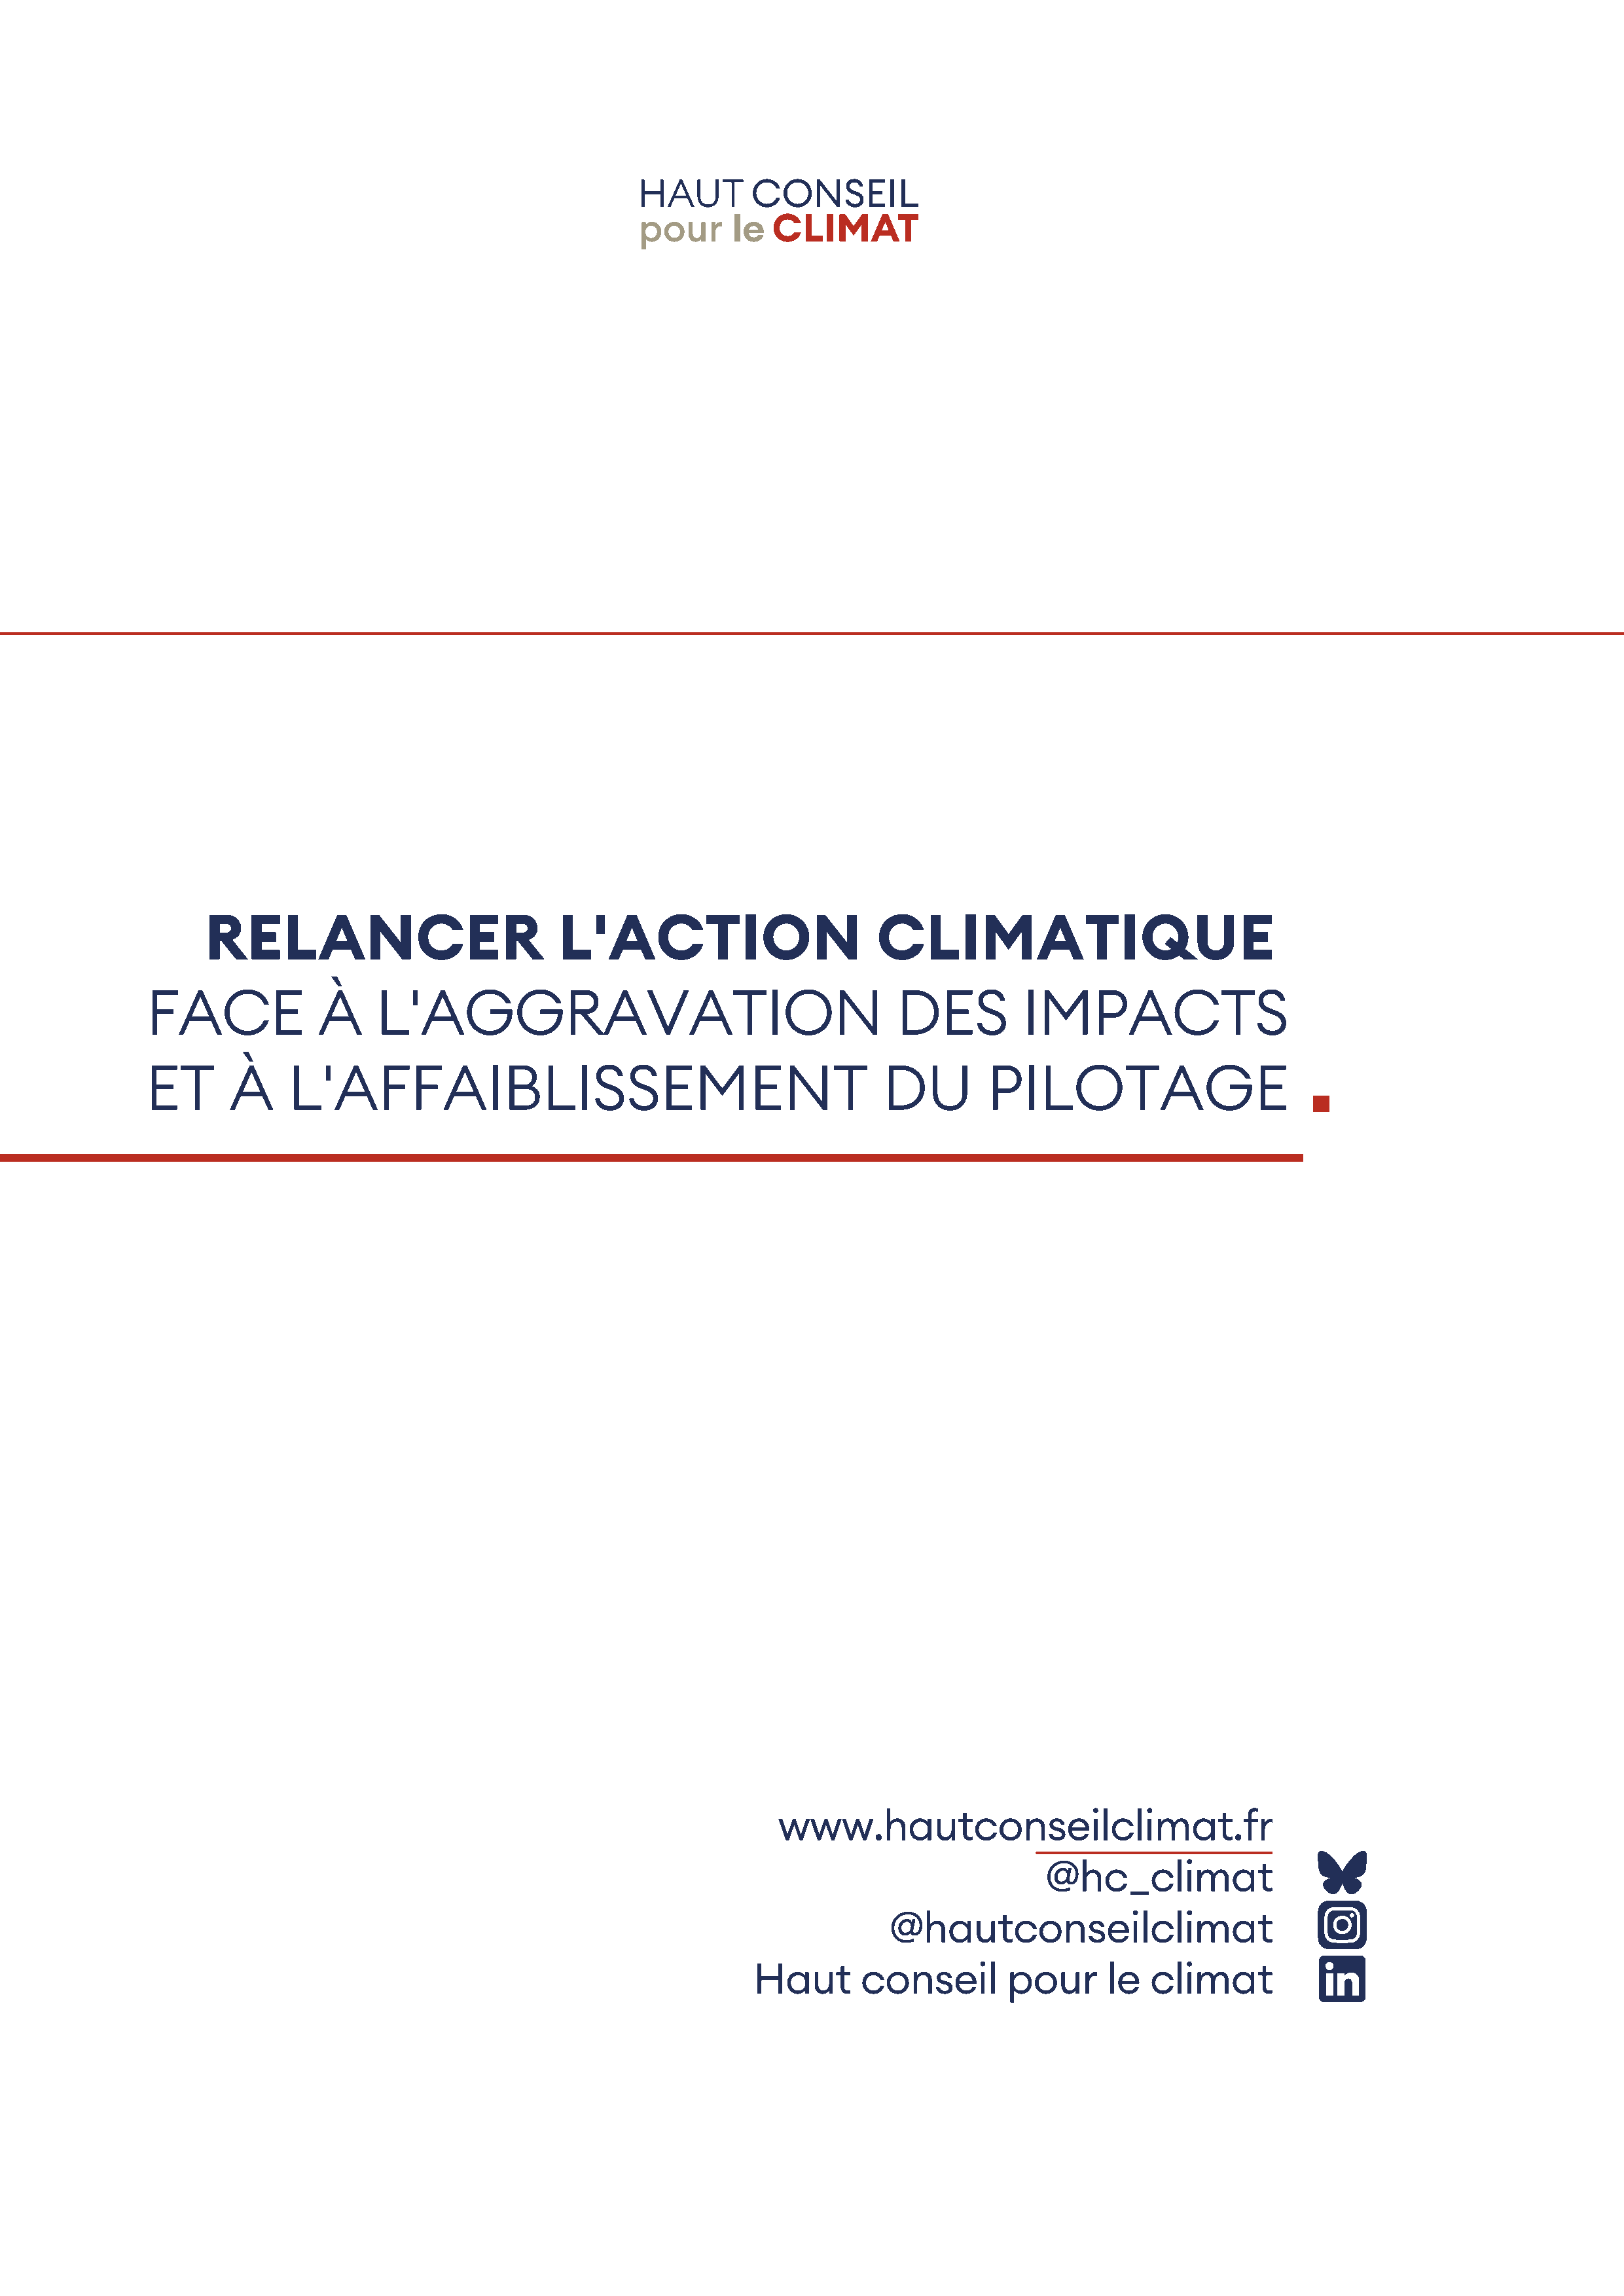 HAUT CONSEIL
pour le CLIMAT
RELANCER L'ACTION CLIMATIQUE
FACE À L'AGGRAVATION DES IMPACTS
ET À L'AFFAIBLISSEMENT DU PILOTAGE
www.hautconseilclimat.fr
@hc_climat
@hautconseilclimat
Haut conseil pour le climat
in